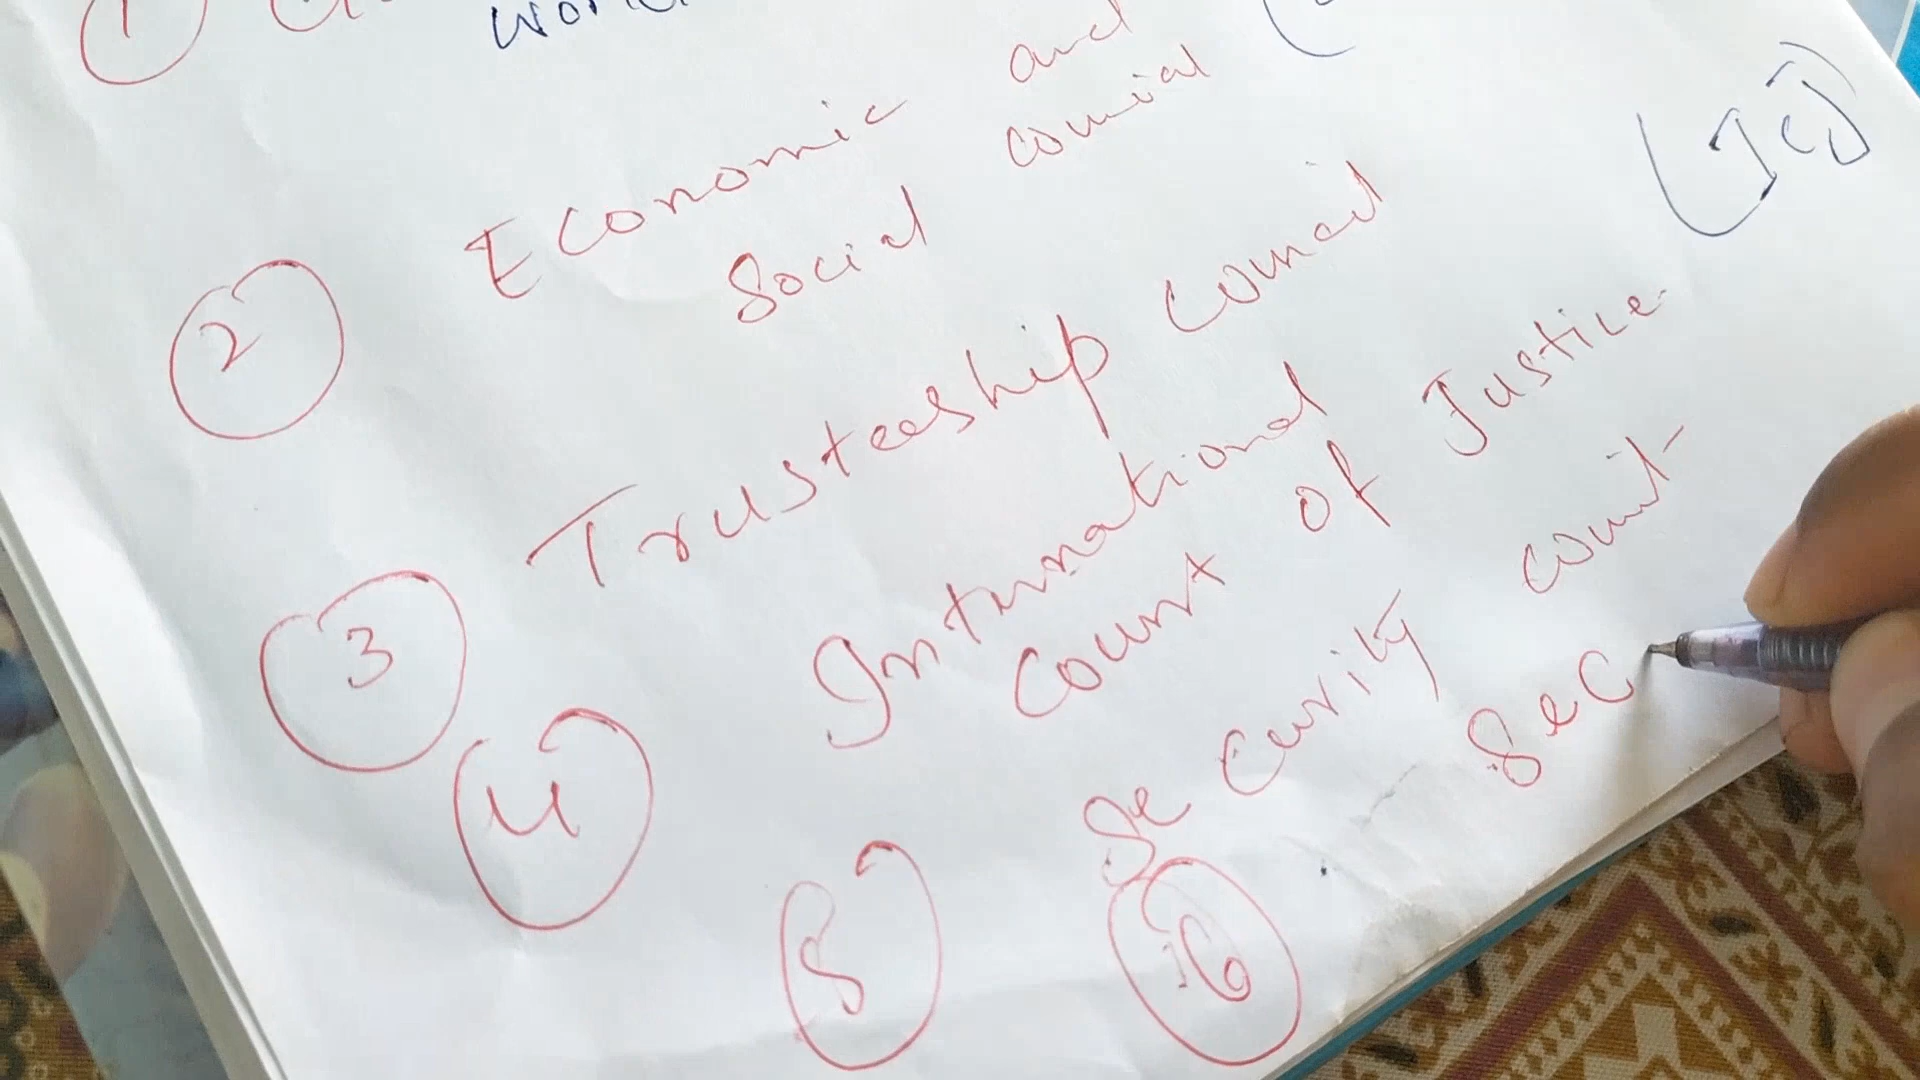 1
2 Economic and
Social council
3 Trusteeship council
4 International
court of Justice. (ICJ)
5 Security council
6 Sec